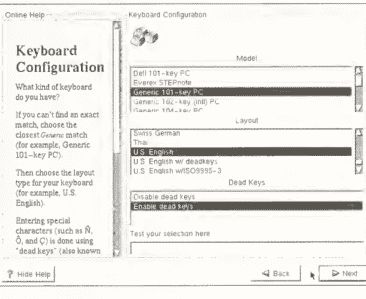 Online Help
Keyboard Configuration
Keyboard
Configuration
What kind of keyboard
do you have?
If you can't find an exact
match, choose the
closest Generic match
(for example, Generic
101-key PC).
Then choose the layout
type for your keyboard
(for example, U.S.
English).
Entering special
characters (such as Ñ,
Ô, and Ç) is done using
"dead keys" (also known
Model
Dell 101-key PC
Everex STEPnote
Generic 101-key PC
Generic 102-key (Intl) PC
Generic 104-key PC
Layout
Swiss German
Thai
U.S. English
U.S. English w/ deadkeys
U.S. English w/ISO9995-3
Dead Keys
Disable dead keys
Enable dead keys
Test your selection here
? Hide Help
Back
Next